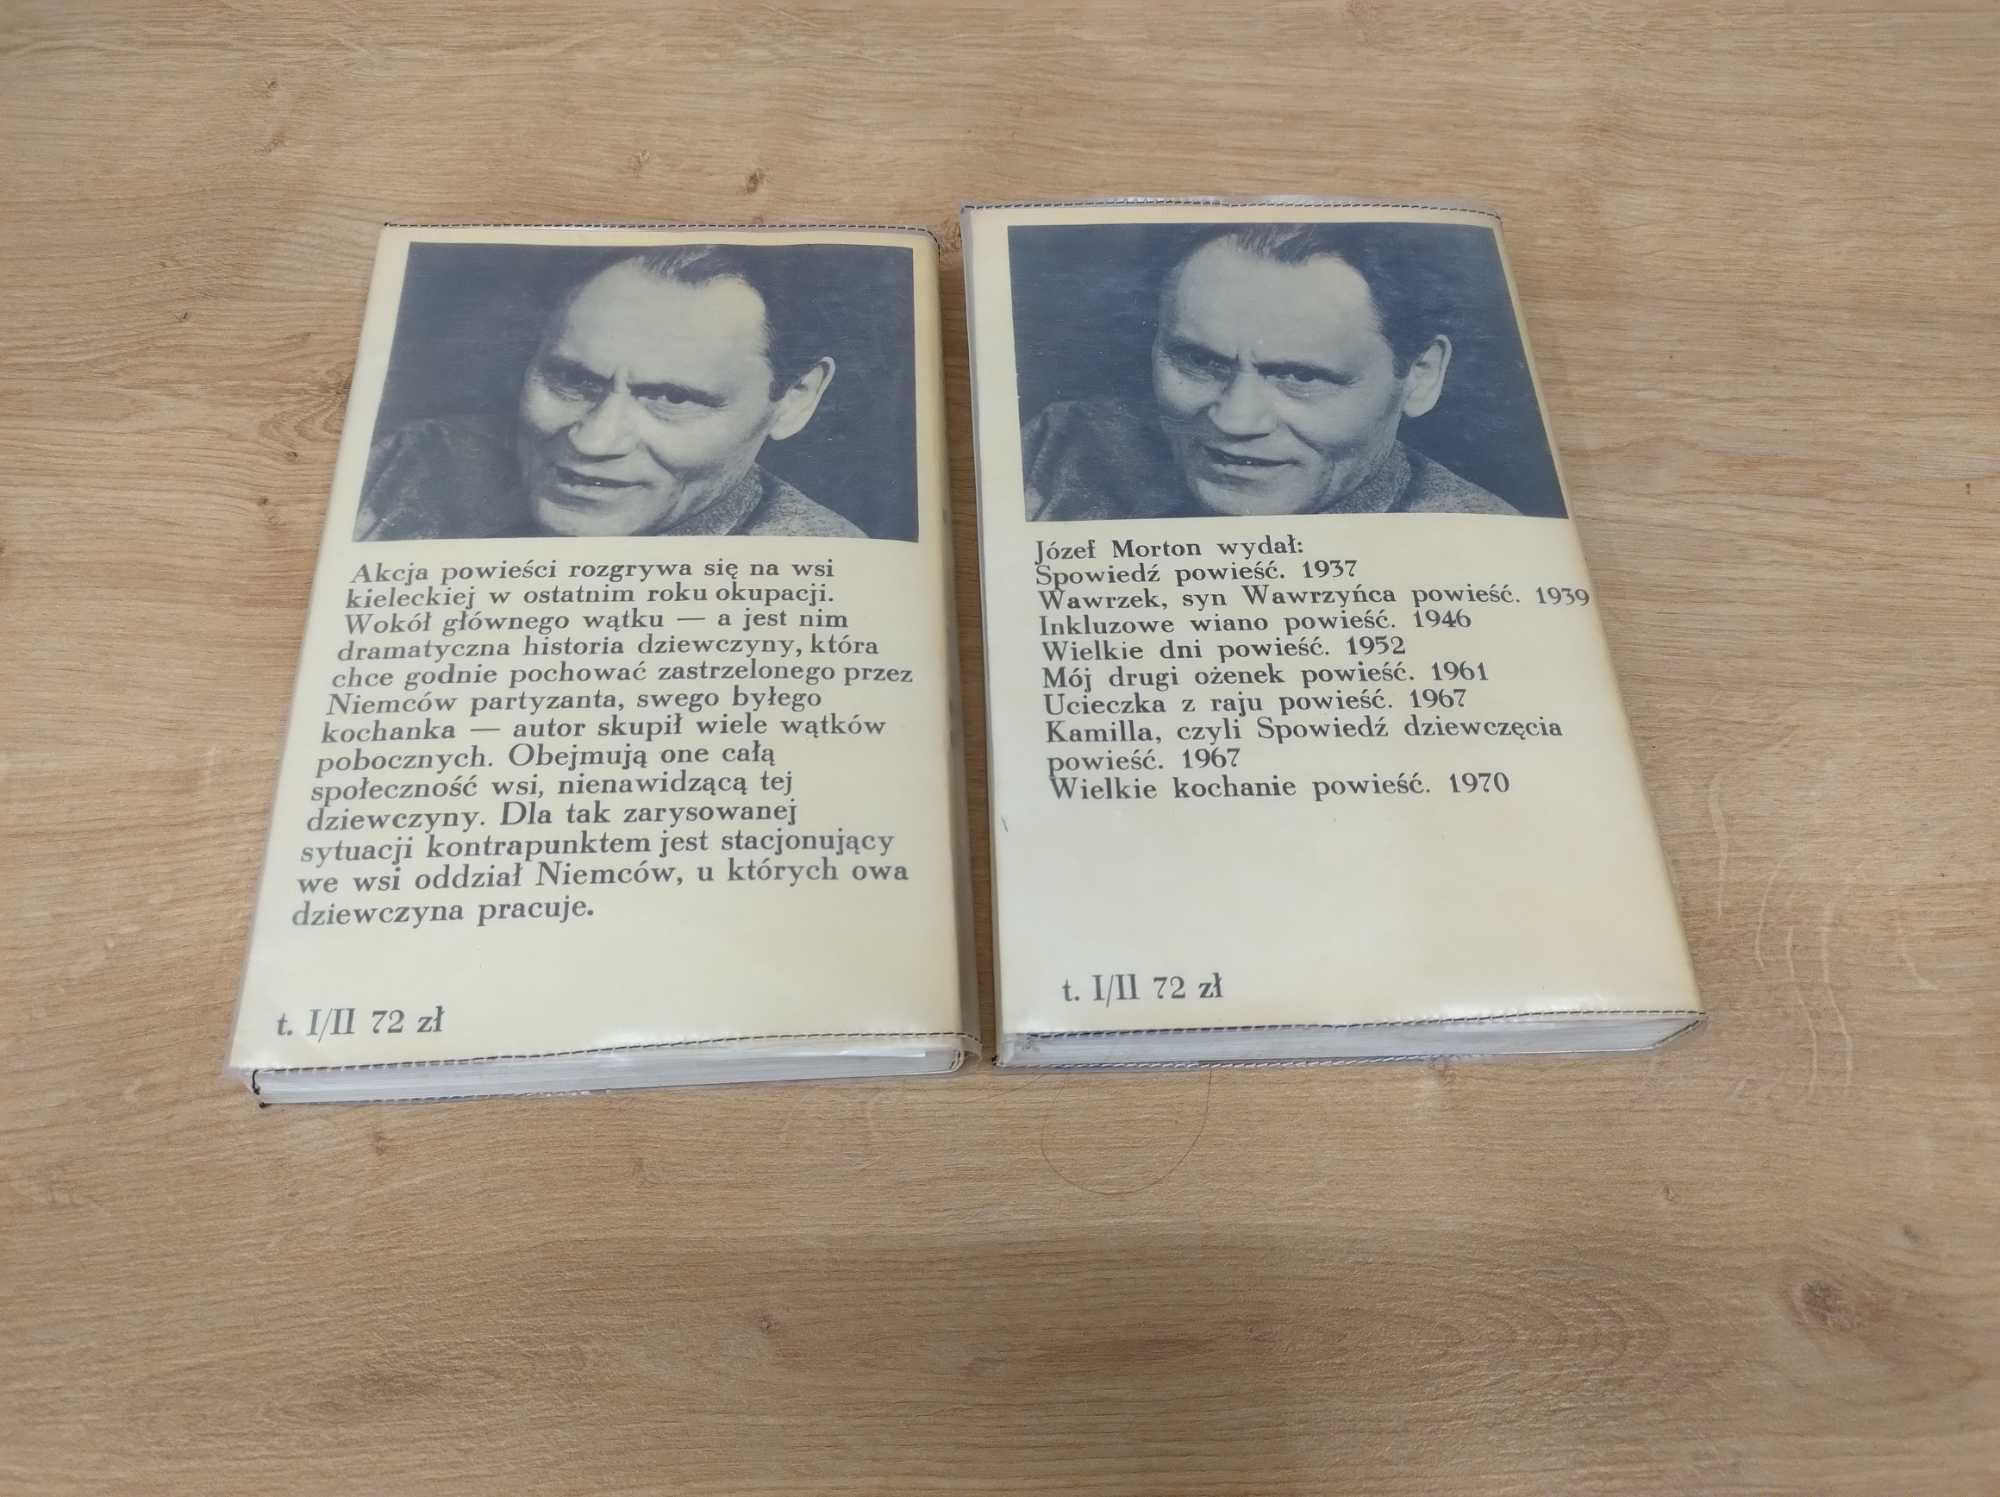 Akcja powieści rozgrywa się na wsi
kieleckiej w ostatnim roku okupacji.
Wokół głównego wątku — a jest nim
dramatyczna historia dziewczyny, która
chce godnie pochować zastrzelonego przez
Niemców partyzanta, swego byłego
kochanka — autor skupił wiele wątków
pobocznych. Obejmują one całą
społeczność wsi, nienawidzącą tej
dziewczyny. Dla tak zarysowanej
sytuacji kontrapunktem jest stacjonujący
we wsi oddział Niemców, u których owa
dziewczyna pracuje.
t. I/II 72 zł
Józef Morton wydał:
Spowiedź powieść. 1937
Wawrzek, syn Wawrzyńca powieść. 1939
Inkluzowe wiano powieść. 1946
Wielkie dni powieść. 1952
Mój drugi ożenek powieść. 1961
Ucieczka z raju powieść. 1967
Kamilla, czyli Spowiedź dziewczęcia
powieść. 1967
Wielkie kochanie powieść. 1970
t. I/II 72 zł